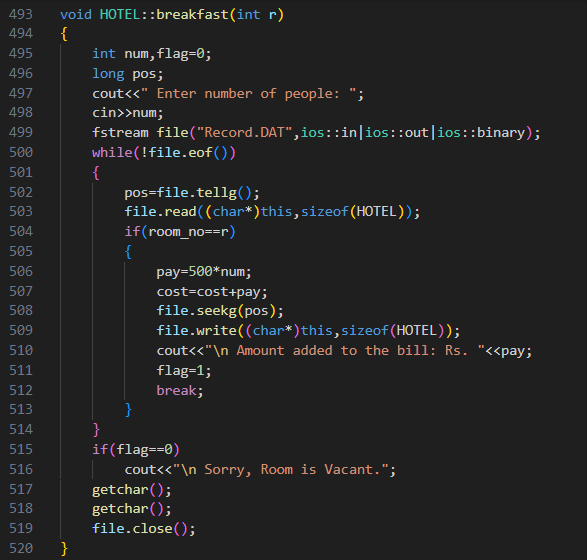 493 void HOTEL::breakfast(int r)
494 {
495     int num,flag=0;
496     long pos;
497     cout<<" Enter number of people: ";
498     cin>>num;
499     fstream file("Record.DAT",ios::in|ios::out|ios::binary);
500     while(!file.eof())
501     {
502         pos=file.tellg();
503         file.read((char*)this,sizeof(HOTEL));
504         if(room_no==r)
505         {
506             pay=500*num;
507             cost=cost+pay;
508             file.seekg(pos);
509             file.write((char*)this,sizeof(HOTEL));
510             cout<<"\n Amount added to the bill: Rs. "<<pay;
511             flag=1;
512             break;
513         }
514     }
515     if(flag==0)
516         cout<<"\n Sorry, Room is Vacant.";
517     getchar();
518     getchar();
519     file.close();
520 }